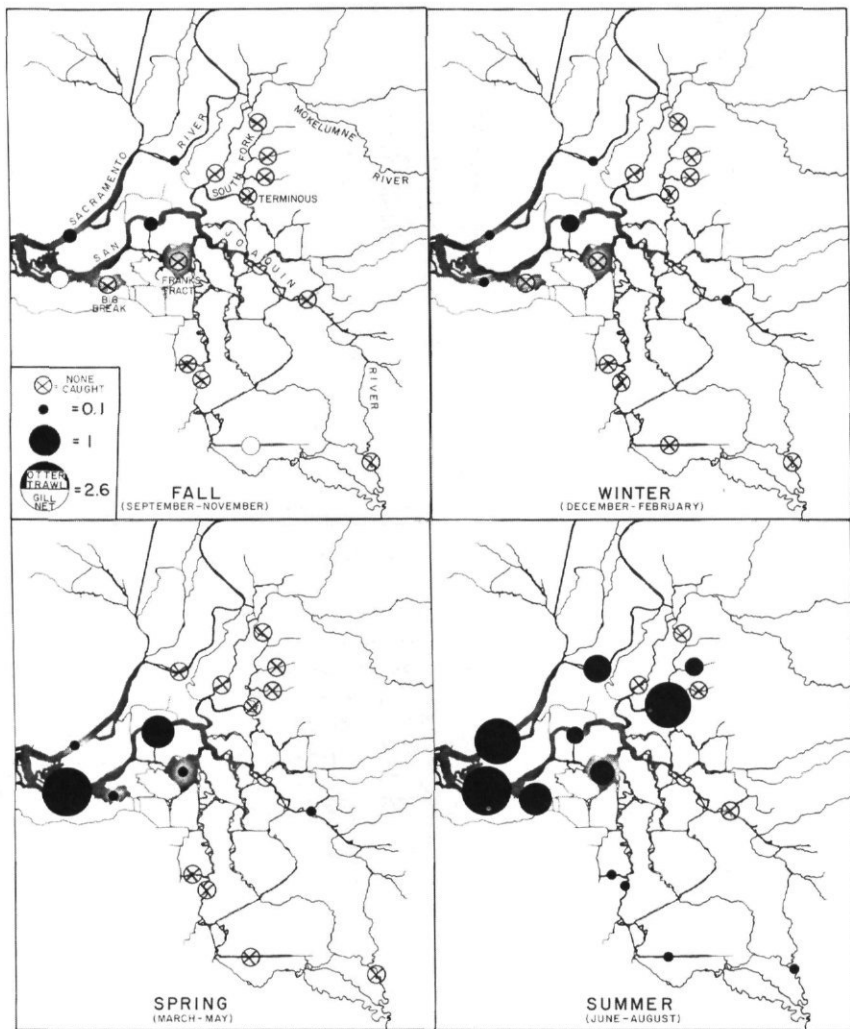 MOKELUMNE
RIVER
SACRAMENTO
RIVER
SOUTH FORK
TERMINOUS
SAN
JOAQUIN
RIVER
FRANKS
TRACT
BIG
BREAK
NONE
CAUGHT
=
= 0.1
= 1
OTTER
TRAWL
GILL
NET
= 2.6
FALL
(SEPTEMBER-NOVEMBER)
WINTER
(DECEMBER-FEBRUARY)
SPRING
(MARCH-MAY)
SUMMER
(JUNE-AUGUST)